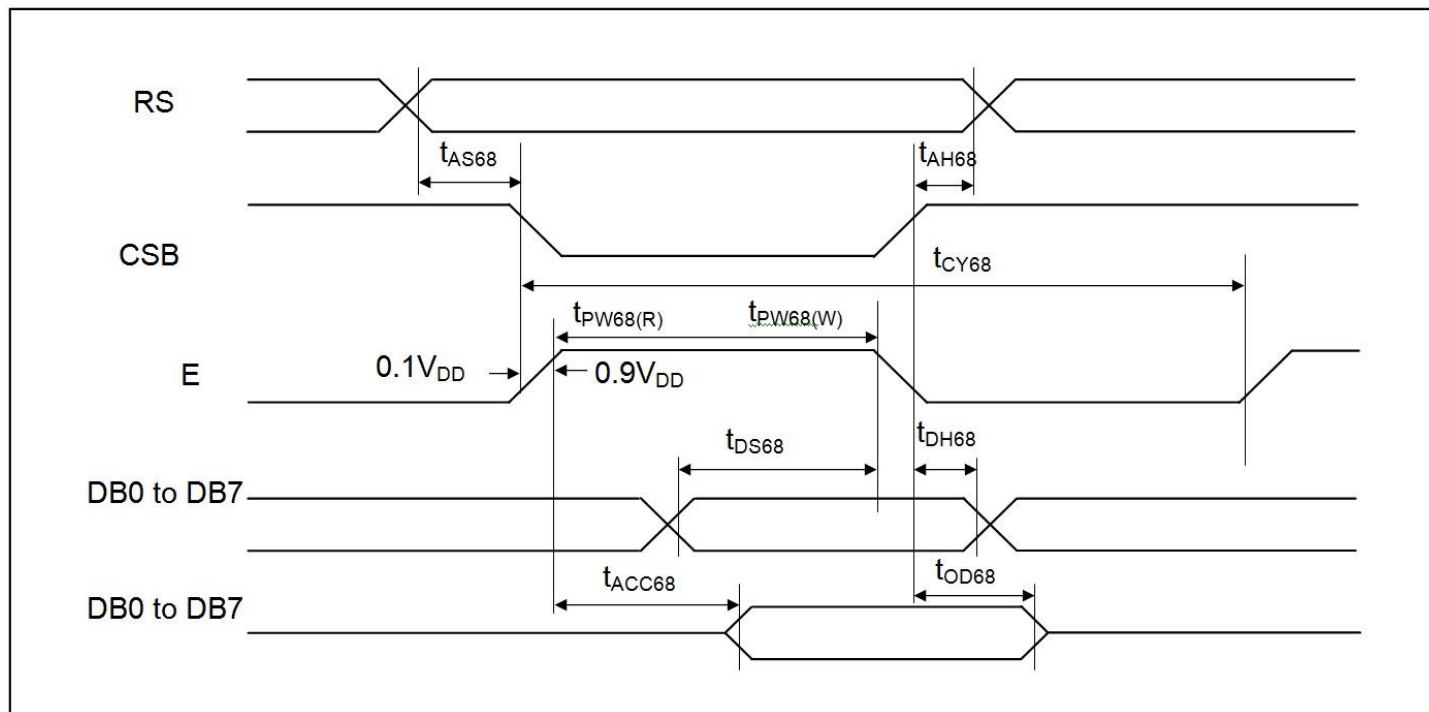 RS
tAS68
tAH68
CSB
tCY68
tPW68(R)
tPW68(W)
E
0.1VDD
0.9VDD
tDS68
tDH68
DB0 to DB7
tACC68
tOD68
DB0 to DB7